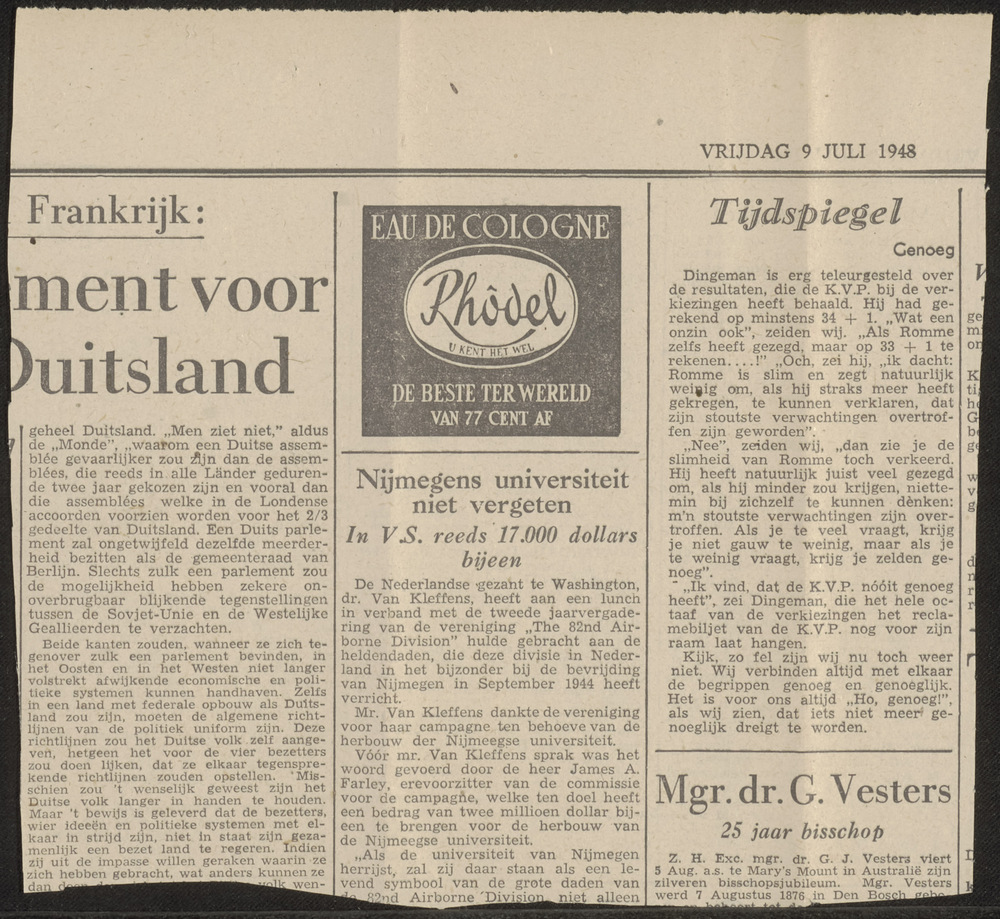 VRIJDAG 9 JULI 1948
Frankrijk:
ment voor
Duitsland
geheel Duitsland. „Men ziet niet," aldus
de „Monde", „waarom een Duitse assem-
blée gevaarlijker zou zijn dan de assem-
blées, die reeds in alle Länder geduren-
de twee jaar gekozen zijn en vooral dan
die assemblées welke in de Londense
accoorden voorzien worden voor het 2/3
gedeelte van Duitsland. Een Duits parle-
ment zal ongetwijfeld dezelfde meerder-
heid bezitten als de gemeenteraad van
Berlijn. Slechts zulk een parlement zou
de mogelijkheid hebben zekere on-
overbrugbaar blijkende tegenstellingen
tussen de Sovjet-Unie en de Westelijke
Geallieerden te verzachten.
Beide kanten zouden, wanneer ze zich te-
genover zulk een parlement bevinden, in
het Oosten en in het Westen niet langer
volstrekt afwijkende economische en poli-
tieke systemen kunnen handhaven. Zelfs
in een land met federale opbouw als Duits-
land zou zijn, moeten de algemene richt-
lijnen van de politiek uniform zijn. Deze
richtlijnen zou het Duitse volk zelf aange-
ven, hetgeen het voor de vier bezetters
zou doen lijken, dat ze elkaar tegenspre-
kende richtlijnen zouden opstellen. Mis-
schien zou 't wenselijk geweest zijn het
Duitse volk langer in handen te houden.
Maar 't bewijs is geleverd dat de bezetters,
wier ideeën en politieke systemen met el-
kaar in strijd zijn, niet in staat zijn geza-
menlijk een bezet land te regeren. Indien
zij uit de impasse willen geraken waarin ze
zich hebben gebracht, wat anders kunnen ze
dan volk wen-
EAU DE COLOGNE
Rhôdel
U KENT HET WEL
DE BESTE TER WERELD
VAN 77 CENT AF
Nijmegens universiteit
niet vergeten
In V.S. reeds 17.000 dollars
bijeen
De Nederlandse gezant te Washington,
dr. Van Kleffens, heeft aan een lunch
in verband met de tweede jaarvergade-
ring van de vereniging „The 82nd Air-
borne Division" hulde gebracht aan de
heldendaden, die deze divisie in Neder-
land in het bijzonder bij de bevrijding
van Nijmegen in September 1944 heeft
verricht.
Mr. Van Kleffens dankte de vereniging
voor haar campagne ten behoeve van de
herbouw der Nijmeegse universiteit.
Vóór mr. Van Kleffens sprak was het
woord gevoerd door de heer James A.
Farley, erevoorzitter van de commissie
voor de campagne, welke ten doel heeft
een bedrag van twee millioen dollar bij-
een te brengen voor de herbouw van
de Nijmeegse universiteit.
„Als de universiteit van Nijmegen
herrijst, zal zij daar staan als een le-
vend symbool van de grote daden van
82nd Airborne Division niet alleen
Tijdspiegel
Genoeg
Dingeman is erg teleurgesteld over
de resultaten, die de K.V.P. bij de ver-
kiezingen heeft behaald. Hij had ge-
rekend op minstens 34 + 1. „Wat een
onzin ook", zeiden wij. „Als Romme
zelfs heeft gezegd, maar op 33 + 1 te
rekenen....!" „Och, zei hij, „ik dacht:
Romme is slim en zegt natuurlijk
weinig om, als hij straks meer heeft
gekregen, te kunnen verklaren, dat
zijn stoutste verwachtingen overtrof-
fen zijn geworden".
„Nee", zeiden wij, „dan zie je de
slimheid van Romme toch verkeerd.
Hij heeft natuurlijk juist veel gezegd
om, als hij minder zou krijgen, niette-
min bij zichzelf te kunnen dènken:
m'n stoutste verwachtingen zijn over-
troffen. Als je te veel vraagt, krijg
je niet gauw te weinig, maar als je
te weinig vraagt, krijg je zelden ge-
noeg".
„Ik vind, dat de K.V.P. nóóit genoeg
heeft", zei Dingeman, die het hele oc-
taaf van de verkiezingen het recla-
mebiljet van de K.V.P. nog voor zijn
raam laat hangen.
Kijk, zo fel zijn wij nu toch weer
niet. Wij verbinden altijd met elkaar
de begrippen genoeg en genoeglijk.
Het is voor ons altijd „Ho, genoeg!",
als wij zien, dat iets niet meer ge-
noeglijk dreigt te worden.
Mgr. dr. G. Vesters
25 jaar bisschop
Z. H. Exc. mgr. dr. G. J. Vesters viert
5 Aug. a.s. te Mary's Mount in Australië zijn
zilveren bisschopsjubileum. Mgr. Vesters
werd 7 Augustus 1876 in Den Bosch gebo-